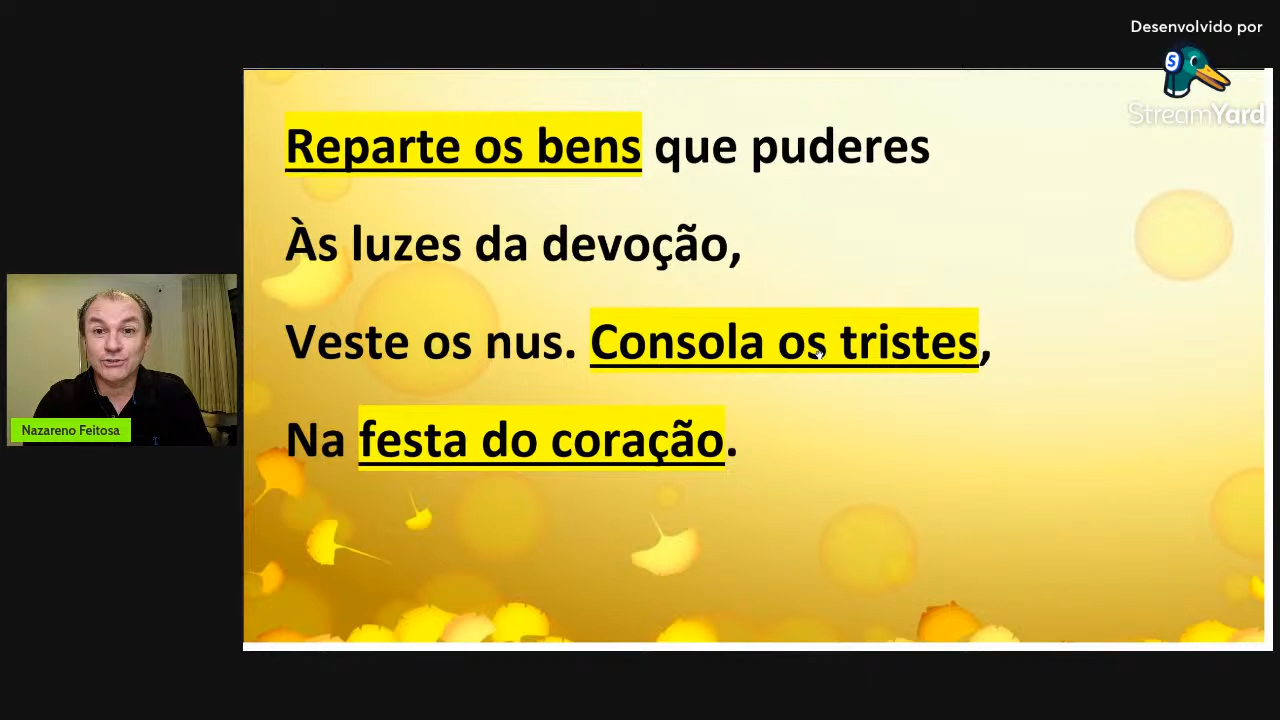 Desenvolvido por
StreamYard
Reparte os bens que puderes
Às luzes da devoção,
Veste os nus. Consola os tristes,
Na festa do coração.
Nazareno Feitosa